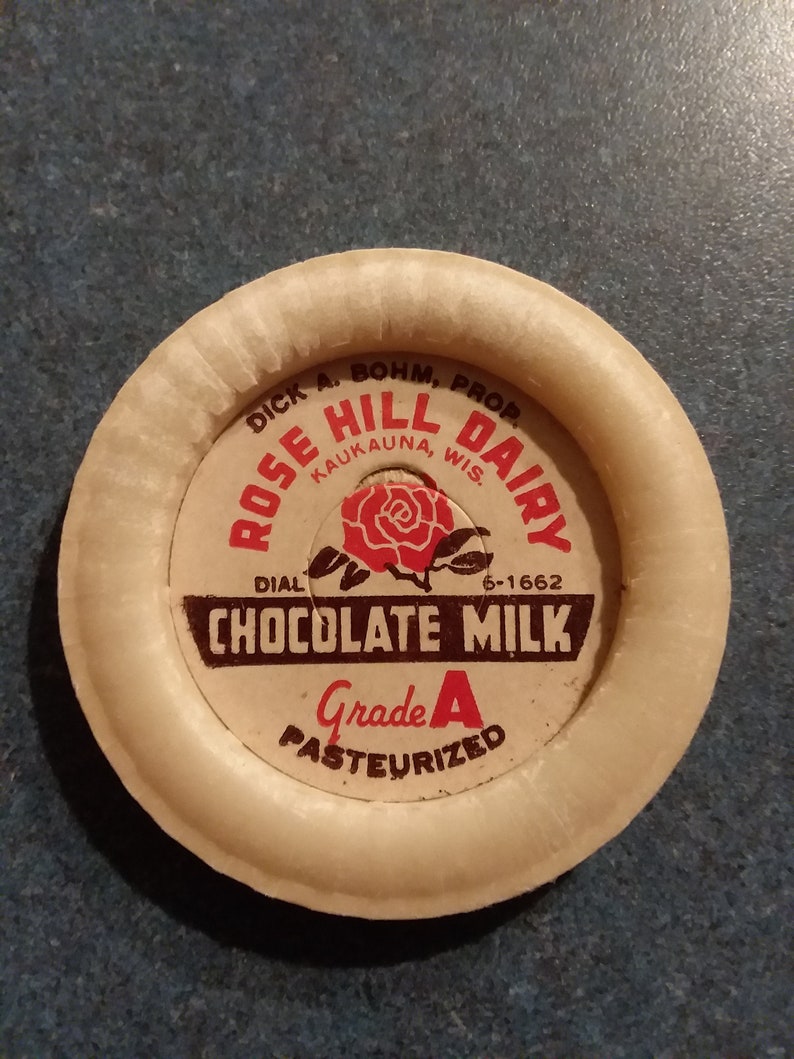 DICK A. BOHM, PROP.
ROSE HILL DAIRY
KAUKAUNA, WIS.
DIAL 6-1662
CHOCOLATE MILK
Grade A
PASTEURIZED